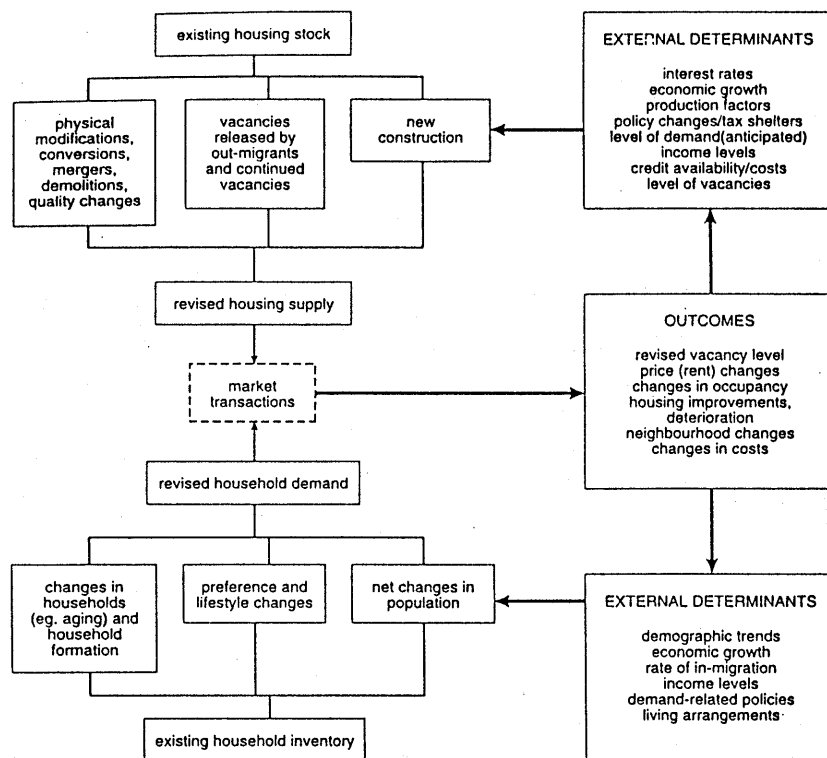 existing housing stock
physical
modifications,
conversions,
mergers,
demolitions,
quality changes
vacancies
released by
out-migrants
and continued
vacancies
new
construction
EXTERNAL DETERMINANTS
interest rates
economic growth
production factors
policy changes/tax shelters
level of demand(anticipated)
income levels
credit availability/costs
level of vacancies
revised housing supply
market
transactions
OUTCOMES
revised vacancy level
price (rent) changes
changes in occupancy
housing improvements,
deterioration
neighbourhood changes
changes in costs
revised household demand
changes in
households
(eg. aging) and
household
formation
preference and
lifestyle changes
net changes in
population
EXTERNAL DETERMINANTS
demographic trends
economic growth
rate of in-migration
income levels
demand-related policies
living arrangements
existing household inventory